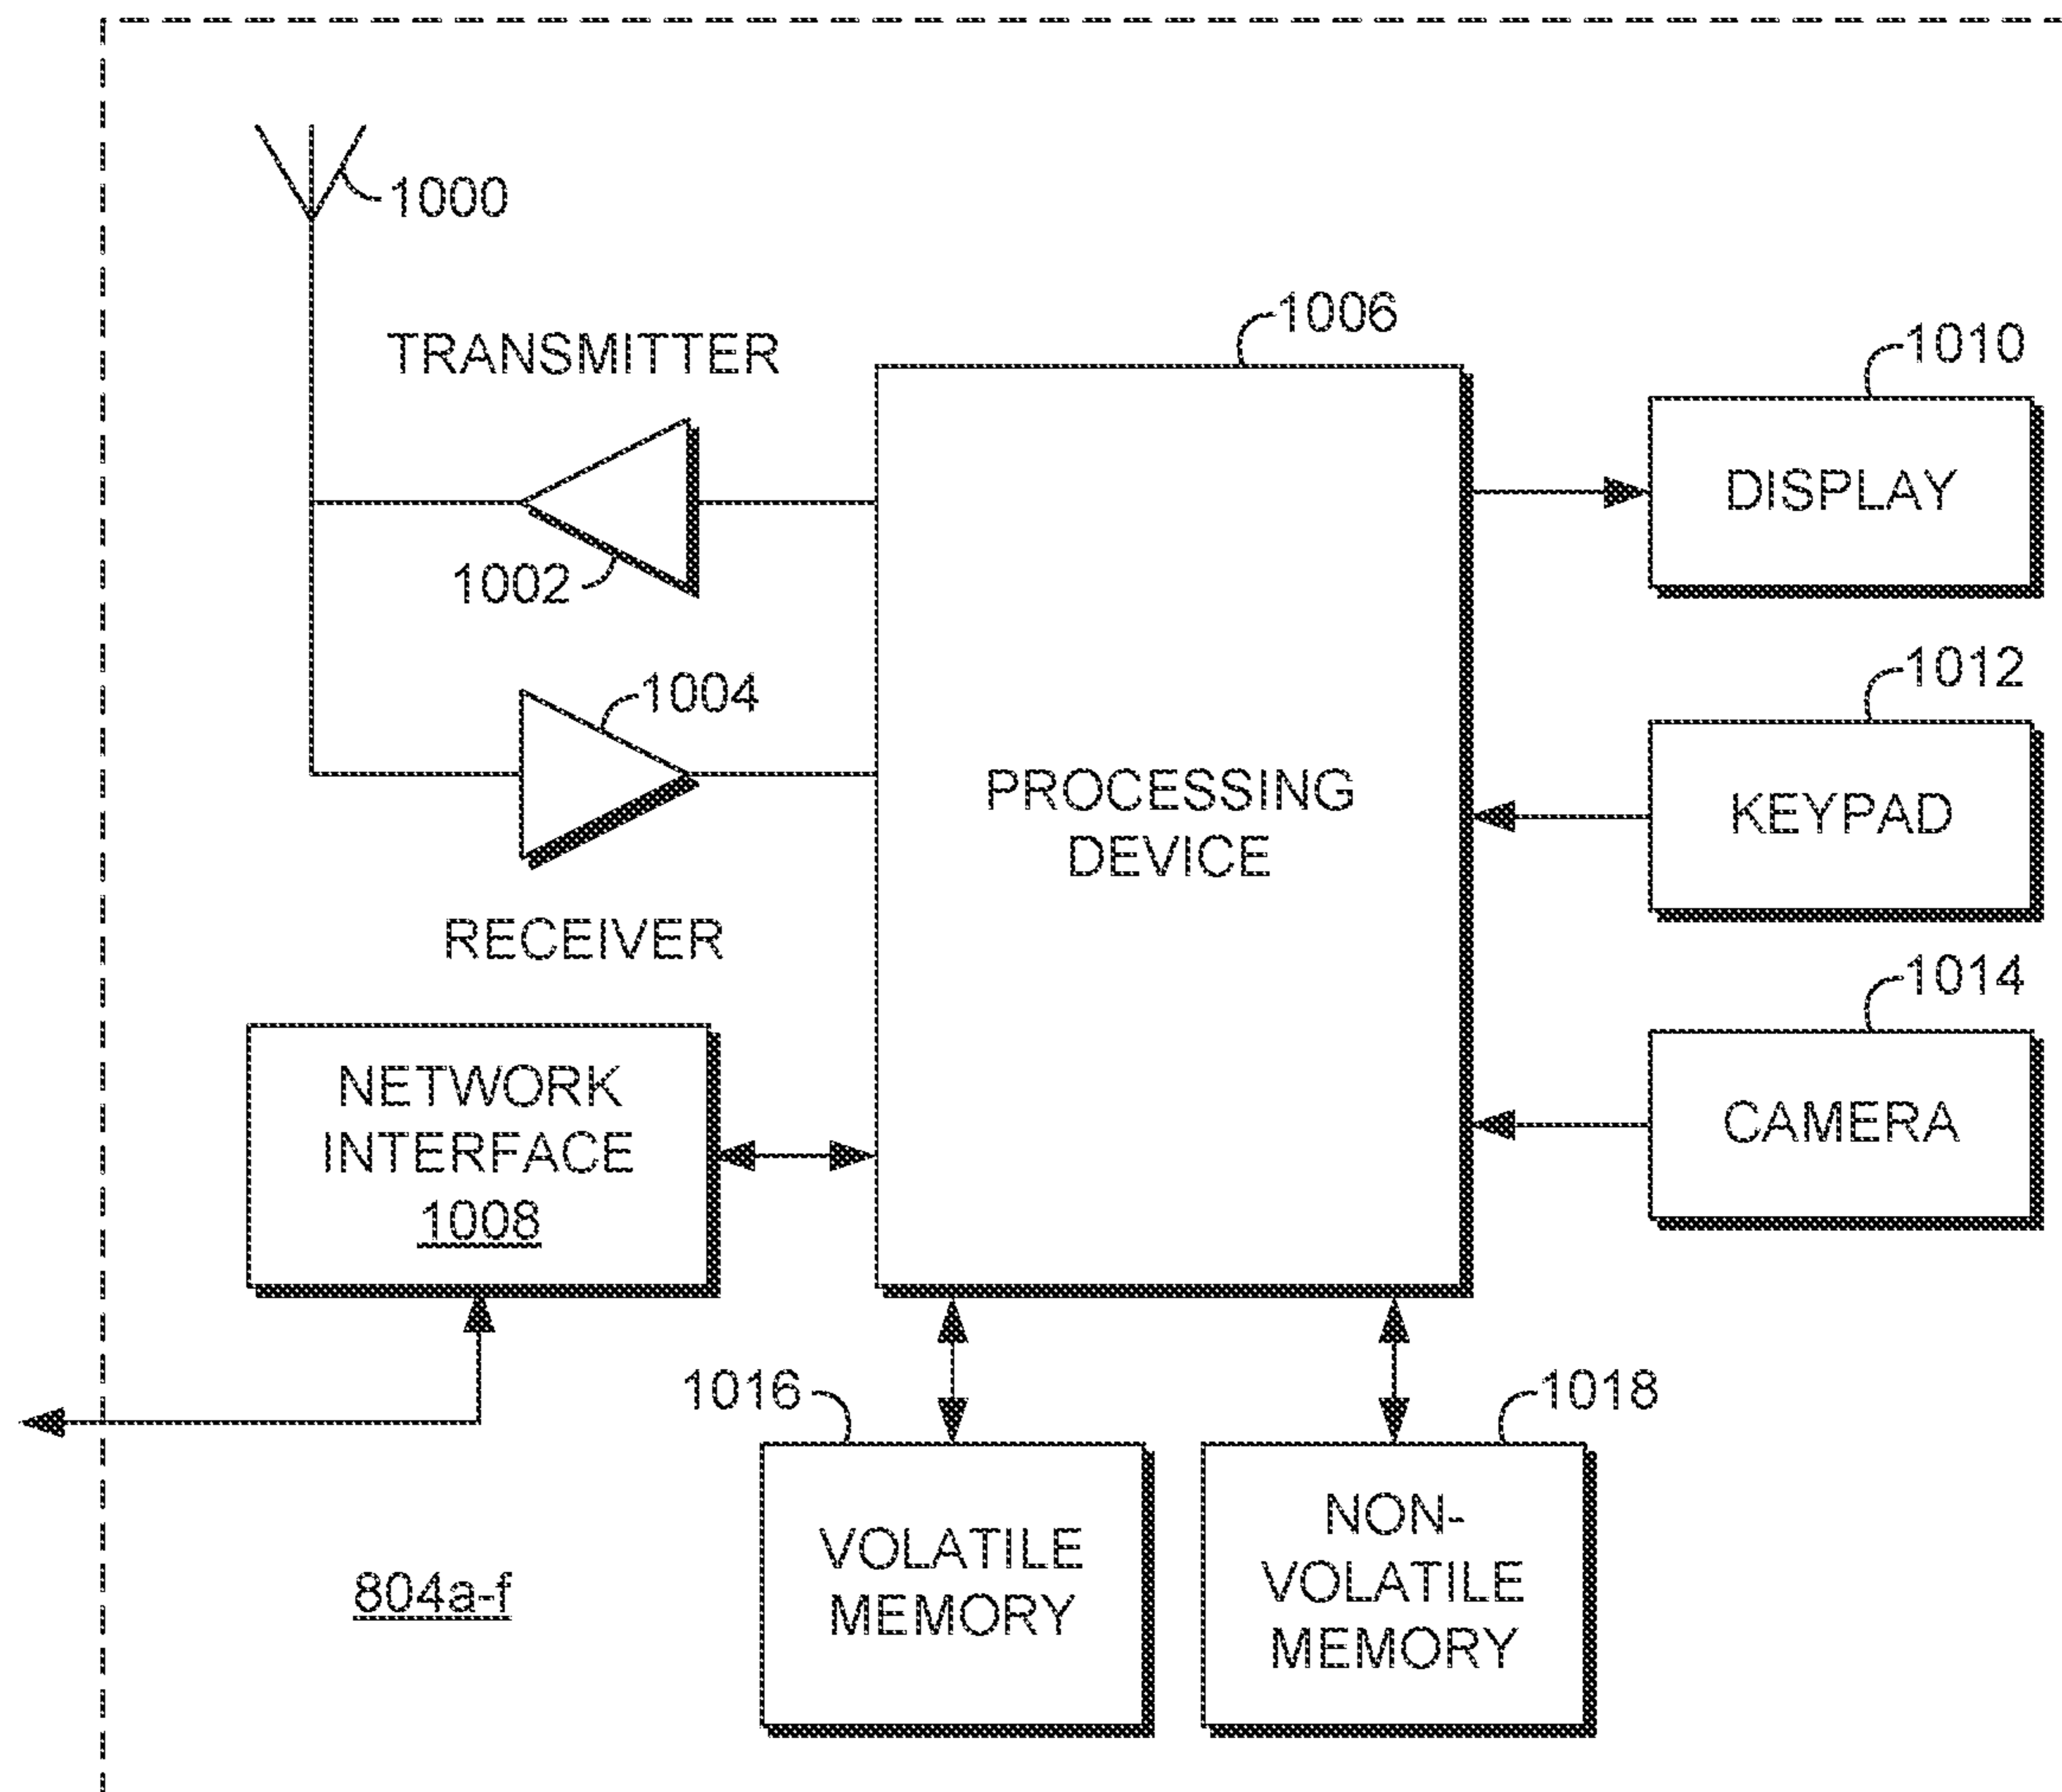 1000
TRANSMITTER
1006
1010
DISPLAY
1002
1004
1012
KEYPAD
PROCESSING
DEVICE
RECEIVER
1014
CAMERA
NETWORK
INTERFACE
1008
1016
1018
VOLATILE
MEMORY
NON-
VOLATILE
MEMORY
804a-f